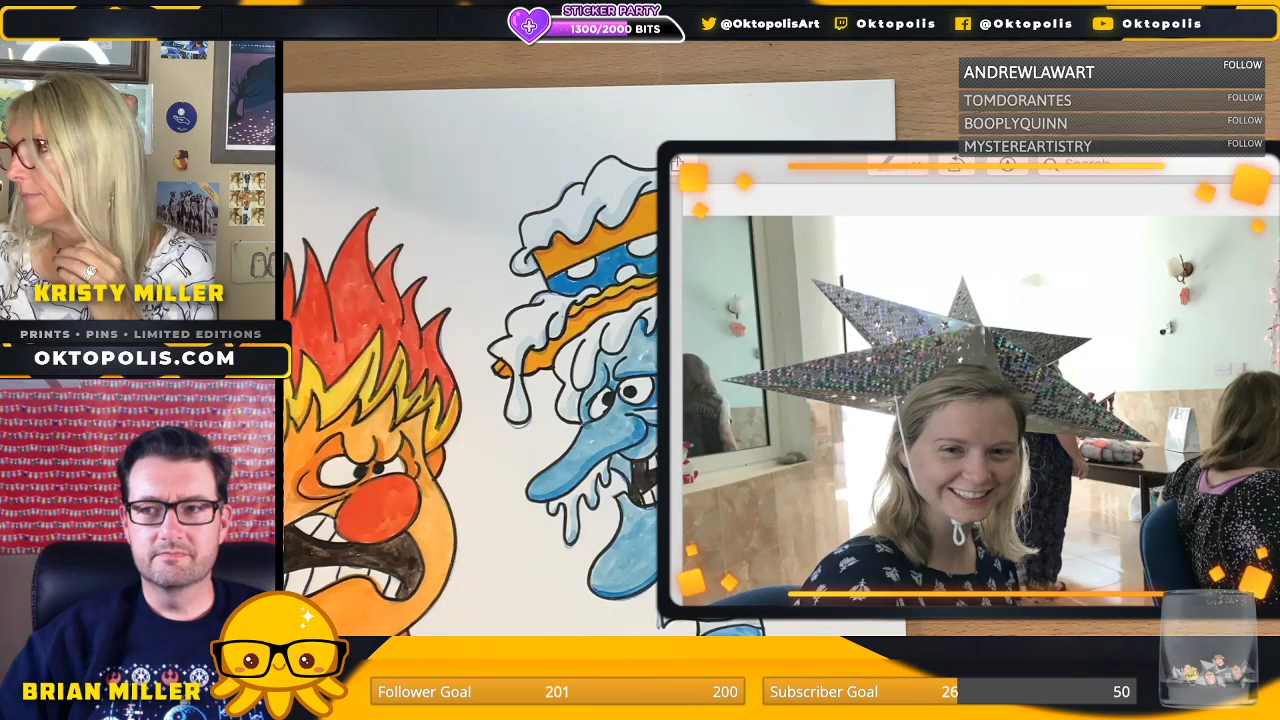 STICKER PARTY
1300/2000 BITS
@OktopolisArt
Oktopolis
@Oktopolis
Oktopolis
ANDREWLAWART FOLLOW
TOMDORANTES FOLLOW
BOOPLYQUINN FOLLOW
MYSTEREARTISTRY FOLLOW
Search
KRISTY MILLER
PRINTS • PINS • LIMITED EDITIONS
OKTOPOLIS.COM
BRIAN MILLER
Follower Goal 201 200
Subscriber Goal 26 50